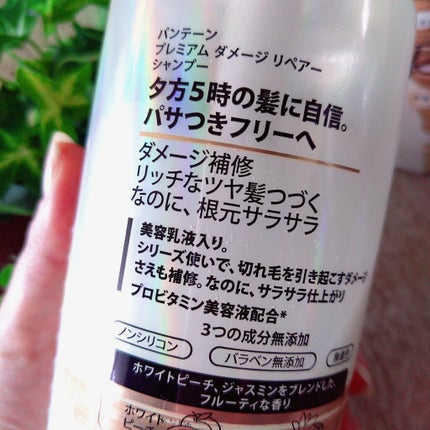 パンテーン
プレミアム ダメージ リペアー
シャンプー
夕方5時の髪に自信。
パサつきフリーへ
ダメージ補修
リッチなツヤ髪つづく
なのに、根元サラサラ
美容乳液入り。
シリーズ使いで、切れ毛を引き起こすダメージ
さえも補修。なのに、サラサラ仕上がり
プロビタミン美容液配合*
3つの成分無添加
ノンシリコン パラベン無添加
ホワイトピーチ、ジャスミンをブレンドした、
フルーティな香り
ホワイト